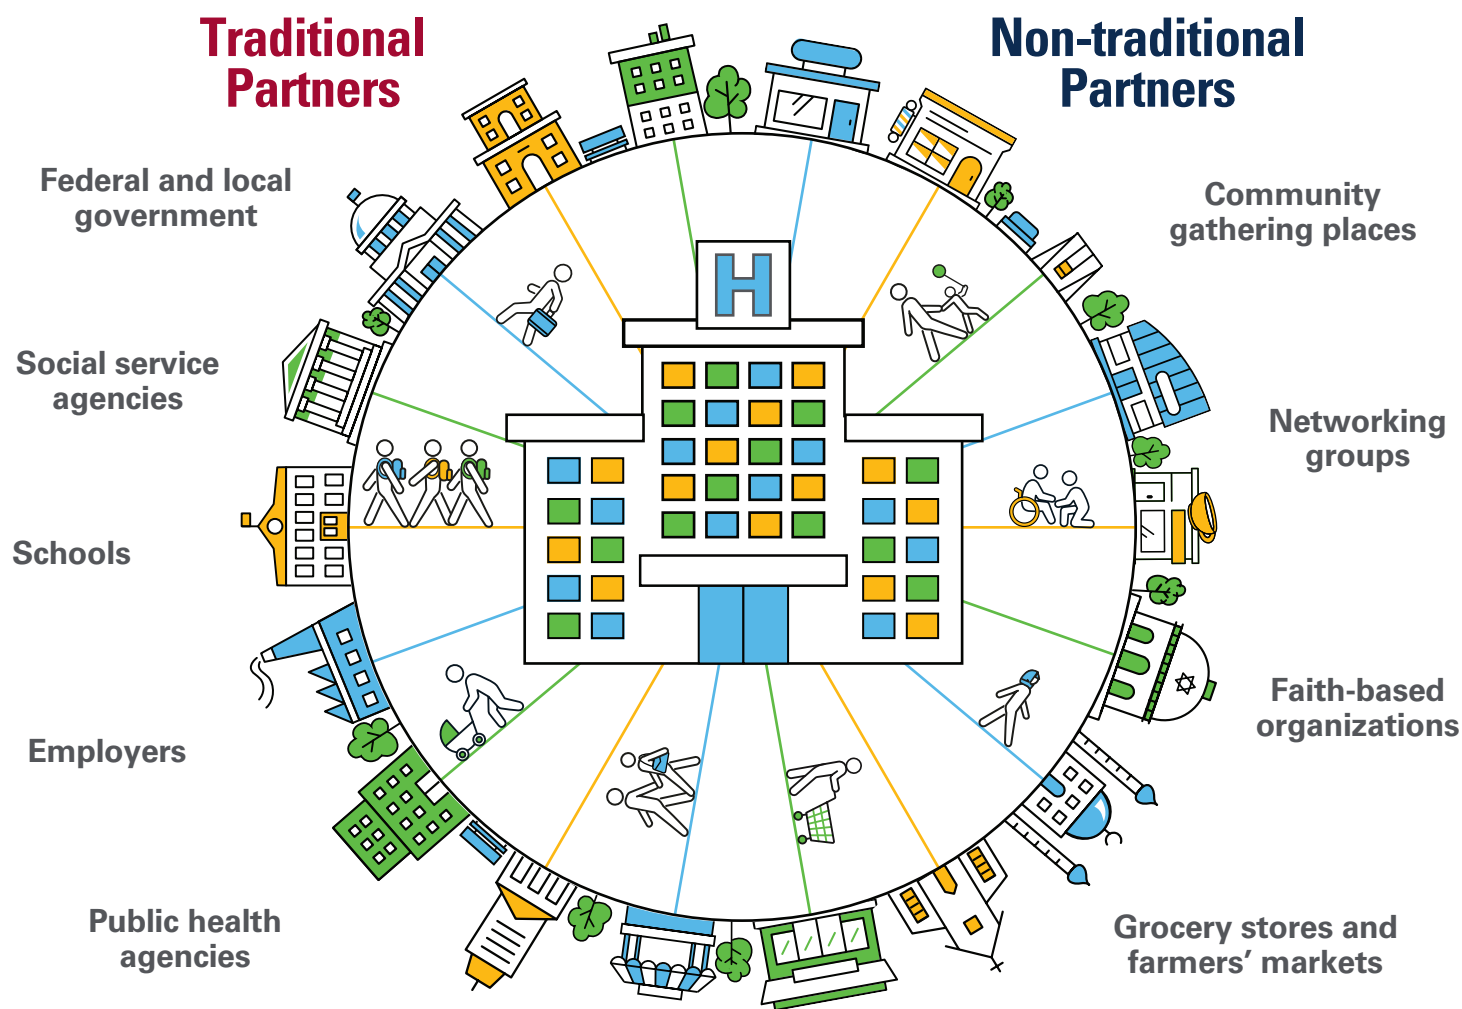 Traditional
Partners
Federal and local
government
Social service
agencies
Schools
Employers
Public health
agencies
H
Non-traditional
Partners
Community
gathering places
Networking
groups
Faith-based
organizations
Grocery stores and
farmers’ markets